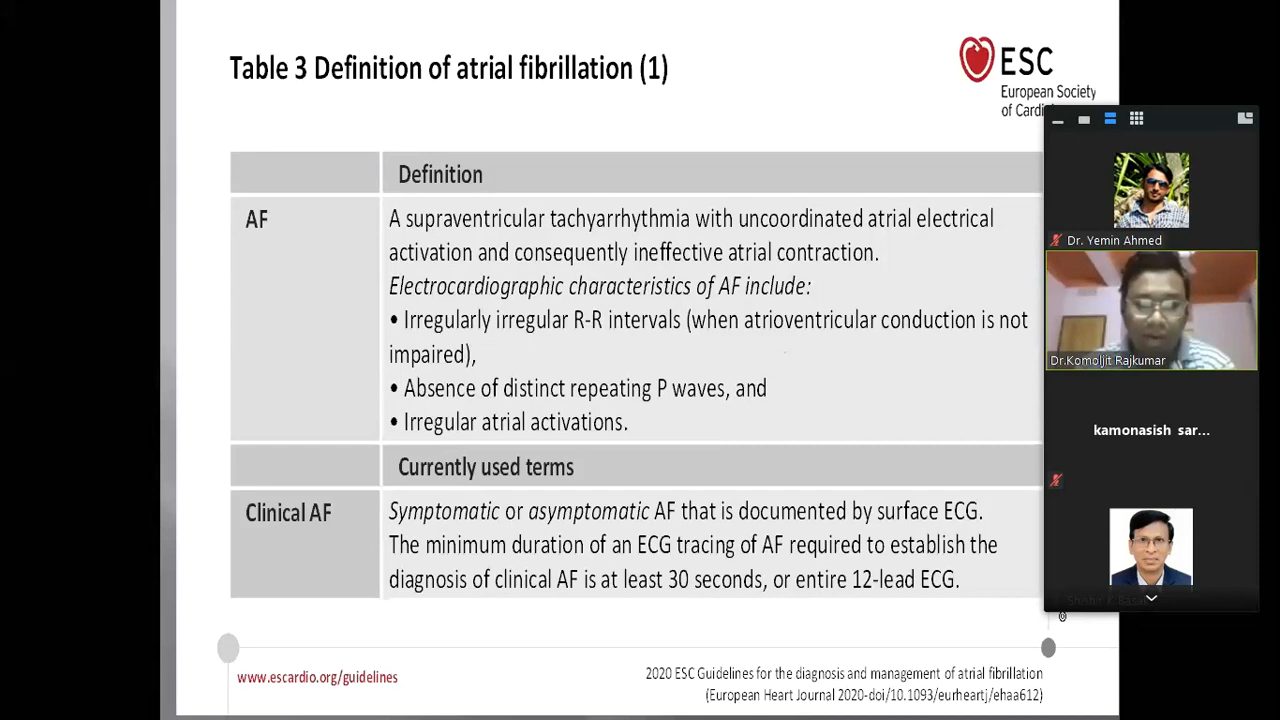 Table 3 Definition of atrial fibrillation (1)
ESC
European Society
of Cardi
Definition
AF
A supraventricular tachyarrhythmia with uncoordinated atrial electrical
activation and consequently ineffective atrial contraction.
Electrocardiographic characteristics of AF include:
• Irregularly irregular R-R intervals (when atrioventricular conduction is not
impaired),
• Absence of distinct repeating P waves, and
• Irregular atrial activations.
Currently used terms
Clinical AF
Symptomatic or asymptomatic AF that is documented by surface ECG.
The minimum duration of an ECG tracing of AF required to establish the
diagnosis of clinical AF is at least 30 seconds, or entire 12-lead ECG.
www.escardio.org/guidelines
2020 ESC Guidelines for the diagnosis and management of atrial fibrillation
(European Heart Journal 2020-doi/10.1093/eurheartj/ehaa612)
©
Dr. Yemin Ahmed
Dr.Komoljit Rajkumar
kamonasish sar...